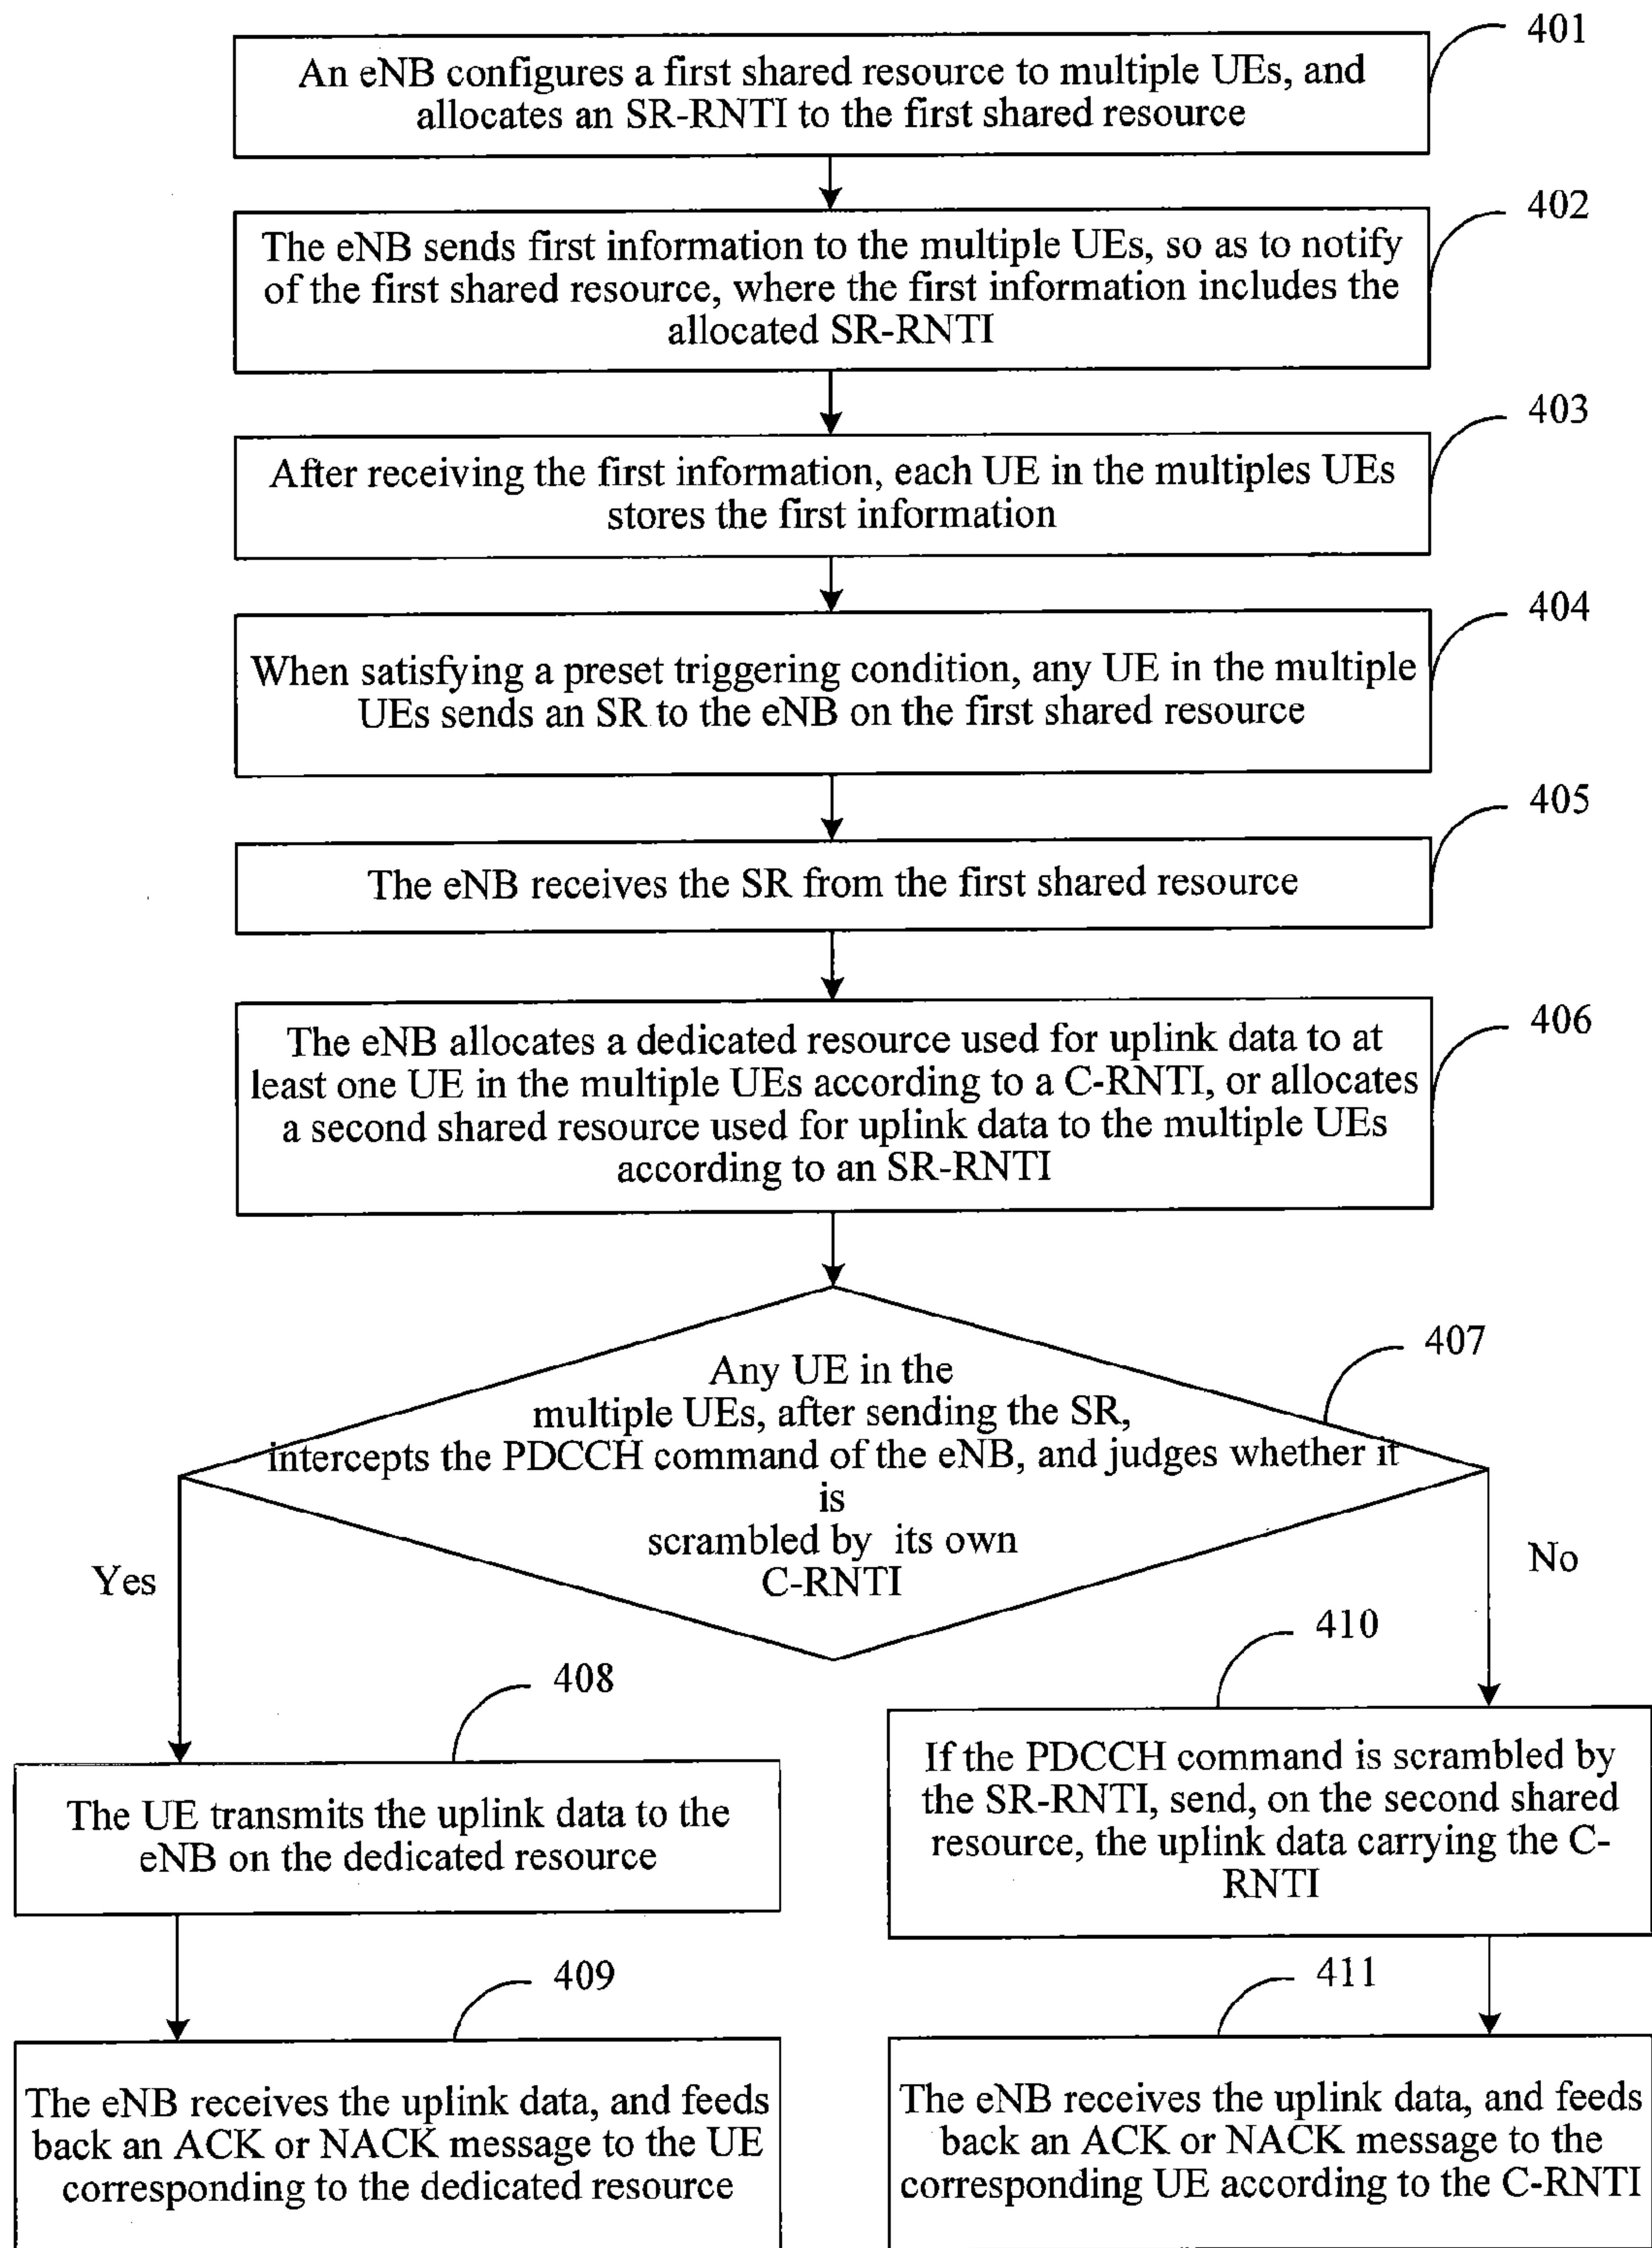 401
An eNB configures a first shared resource to multiple UEs, and
allocates an SR-RNTI to the first shared resource
402
The eNB sends first information to the multiple UEs, so as to notify
of the first shared resource, where the first information includes the
allocated SR-RNTI
403
After receiving the first information, each UE in the multiples UEs
stores the first information
404
When satisfying a preset triggering condition, any UE in the multiple
UEs sends an SR to the eNB on the first shared resource
405
The eNB receives the SR from the first shared resource
406
The eNB allocates a dedicated resource used for uplink data to at
least one UE in the multiple UEs according to a C-RNTI, or allocates
a second shared resource used for uplink data to the multiple UEs
according to an SR-RNTI
407
Any UE in the
multiple UEs, after sending the SR,
intercepts the PDCCH command of the eNB, and judges whether it
is
scrambled by its own
C-RNTI
Yes
No
408
The UE transmits the uplink data to the
eNB on the dedicated resource
410
If the PDCCH command is scrambled by
the SR-RNTI, send, on the second shared
resource, the uplink data carrying the C-
RNTI
409
The eNB receives the uplink data, and feeds
back an ACK or NACK message to the UE
corresponding to the dedicated resource
411
The eNB receives the uplink data, and feeds
back an ACK or NACK message to the
corresponding UE according to the C-RNTI